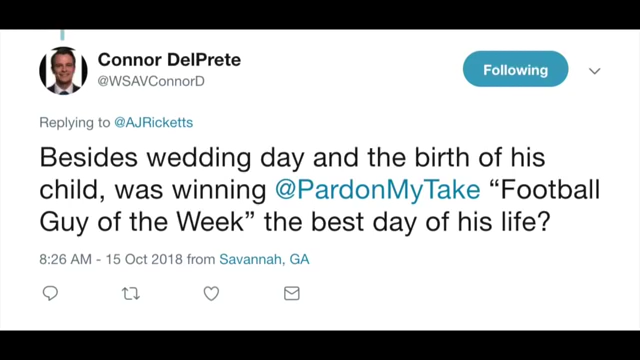 Connor DelPrete
@WSAVConnorD
Following
Replying to @AJRicketts
Besides wedding day and the birth of his
child, was winning @PardonMyTake “Football
Guy of the Week” the best day of his life?
8:26 AM - 15 Oct 2018 from Savannah, GA